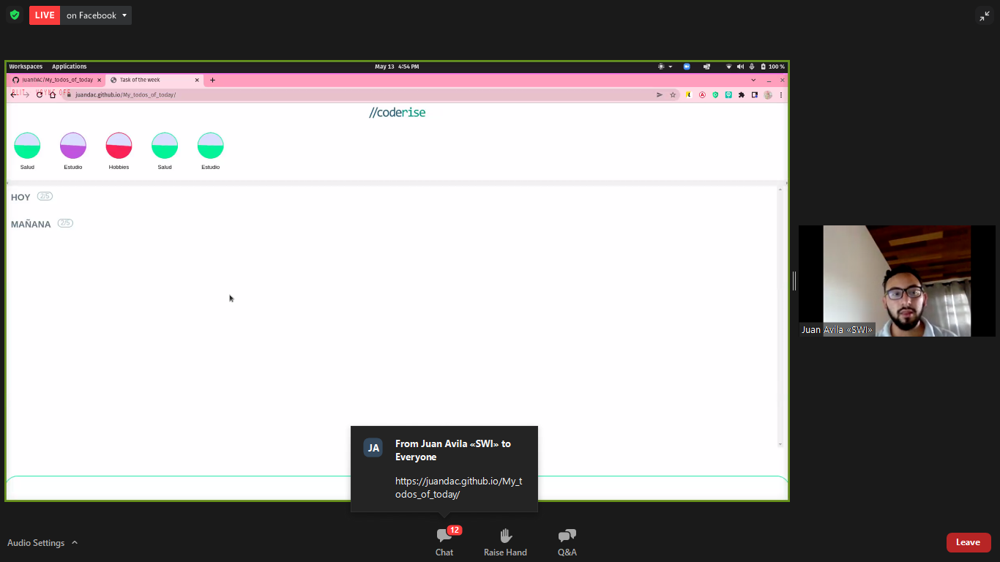 LIVE on Facebook
Workspaces Applications May 13 4:54 PM 100 %
JuanDAC/My_todos_of_today Task of the week
juandac.github.io/My_todos_of_today/
//coderise
Salud Estudio Hobbies Salud Estudio
HOY 2/5
MAÑANA 2/5
Juan Avila «SWI»
JA From Juan Avila «SWI» to
Everyone
https://juandac.github.io/My_t
odos_of_today/
12
Audio Settings Chat Raise Hand Q&A Leave